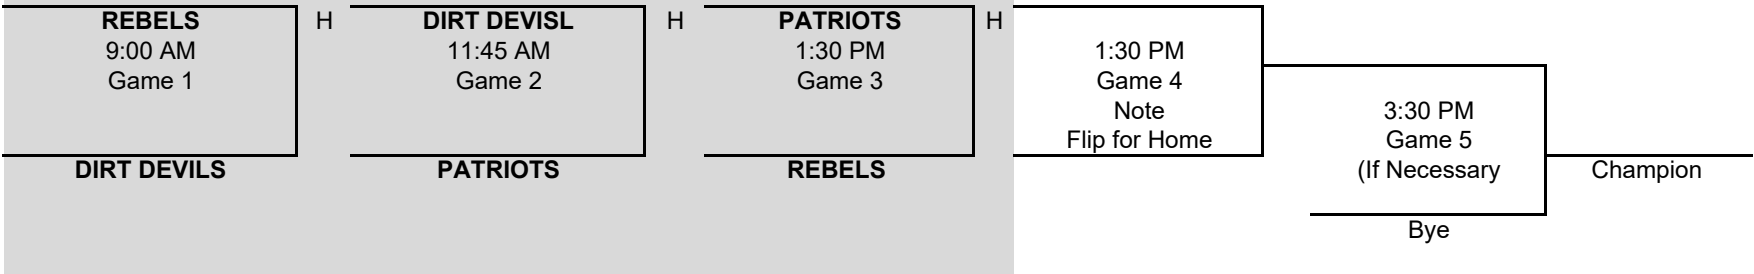 REBELS
H
9:00 AM
Game 1
DIRT DEVILS
DIRT DEVISL
H
11:45 AM
Game 2
PATRIOTS
PATRIOTS
H
1:30 PM
Game 3
REBELS
1:30 PM
Game 4
Note
Flip for Home
3:30 PM
Game 5
(If Necessary
Bye
Champion